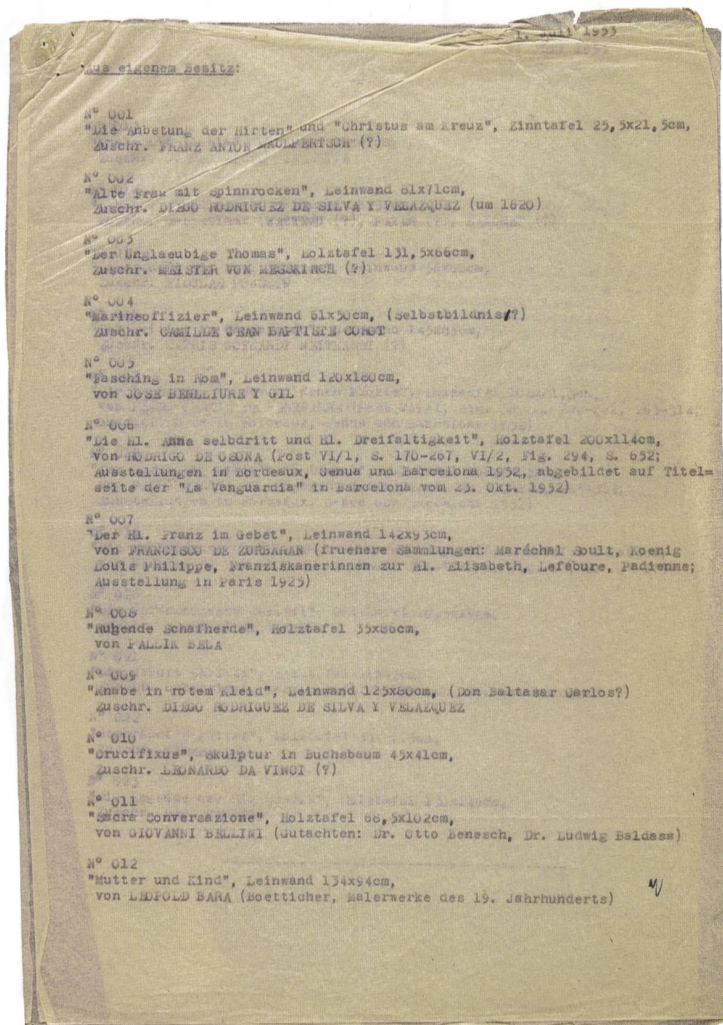 1. Juli 1953
Aus eigenem Besitz:
N° 001
"Die Anbetung der Hirten" und "Christus am Kreuz", Zinntafel 25,5x21,5cm,
Zuschr. FRANZ ANTON MAULPERTSCH (?)
N° 002
"Alte Frau mit Spinnrocken", Leinwand 81x71cm,
Zuschr. DIEGO RODRIGUEZ DE SILVA Y VELAZQUEZ (um 1620)
N° 003
"Der Unglaeubige Thomas", Holztafel 131,5x66cm,
Zuschr. MEISTER VON MESSKIRCH (?)
N° 004
"Marineoffizier", Leinwand 61x50cm, (Selbstbildnis?)
Zuschr. CAMILLE JEAN BAPTISTE COROT
N° 005
"Fasching in Rom", Leinwand 120x180cm,
von JOSE BENLLIURE Y GIL
N° 006
"Die Hl. Anna selbdritt und Hl. Dreifaltigkeit", Holztafel 200x114cm,
von RODRIGO DE OSONA (Post VI/1, S. 170-267, VI/2, Fig. 294, S. 652;
Ausstellungen in Bordeaux, Genua und Barcelona 1952, abgebildet auf Titel=
seite der "La Vanguardia" in Barcelona vom 23. Okt. 1952)
N° 007
"Der Hl. Franz im Gebet", Leinwand 142x93cm,
von FRANCISCO DE ZURBARAN (fruehere Sammlungen: Maréchal Soult, Koenig
Louis Philippe, Franziskanerinnen zur Hl. Elisabeth, Lefébure, Padienne;
Ausstellung in Paris 1925)
N° 008
"Ruhende Schafherde", Holztafel 35x86cm,
von PALLIK BELA
N° 009
"Knabe in rotem Kleid", Leinwand 125x80cm, (Don Baltasar Carlos?)
Zuschr. DIEGO RODRIGUEZ DE SILVA Y VELAZQUEZ
N° 010
"Crucifixus", Skulptur in Buchsbaum 45x41cm,
Zuschr. LEONARDO DA VINCI (?)
N° 011
"Sacra Conversazione", Holztafel 68,5x102cm,
von GIOVANNI BELLINI (Gutachten: Dr. Otto Benesch, Dr. Ludwig Baldass)
N° 012
"Mutter und Kind", Leinwand 134x94cm,
von LEOPOLD BARA (Boetticher, Malerwerke des 19. Jahrhunderts)